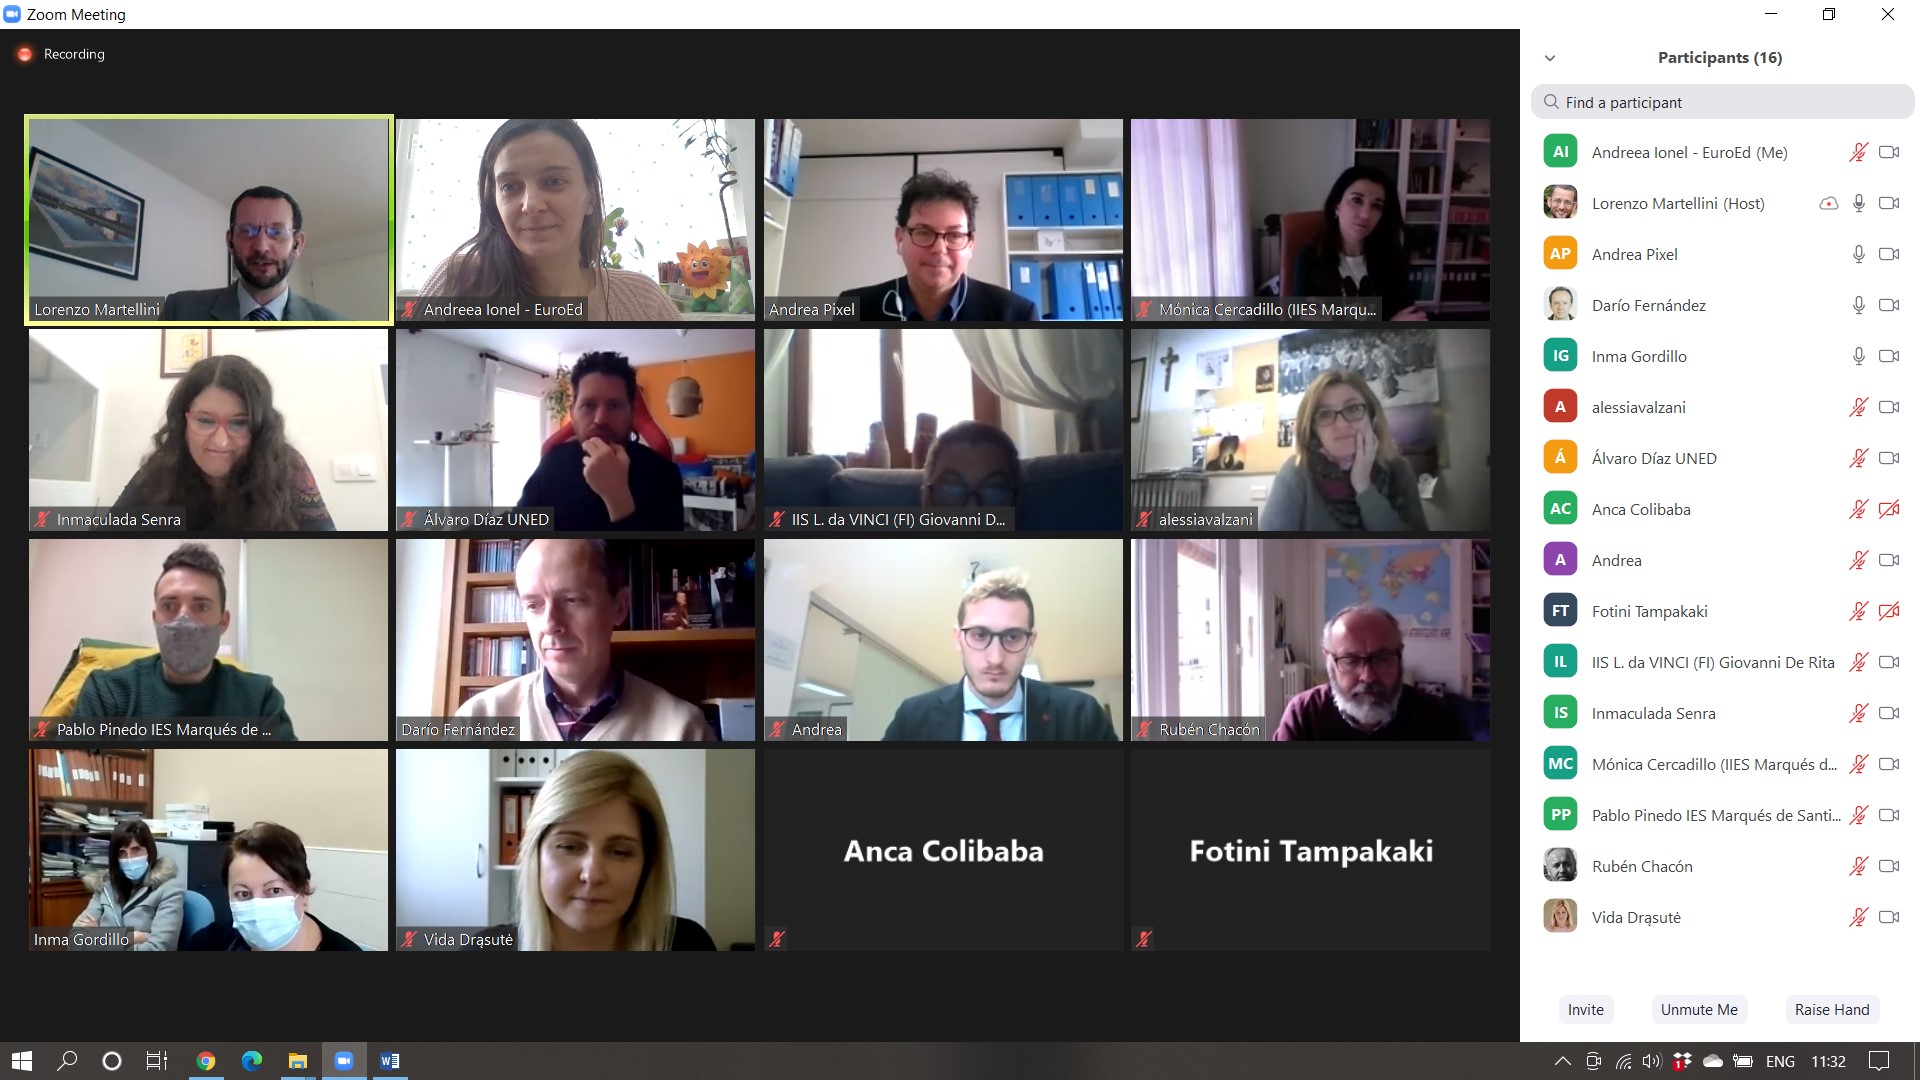 Zoom Meeting
Recording
Lorenzo Martellini
Andreea Ionel - EuroEd
Andrea Pixel
Mónica Cercadillo (IIES Marqu...
Inmaculada Senra
Álvaro Díaz UNED
IIS L. da VINCI (FI) Giovanni D...
alessiavalzani
Pablo Pinedo IES Marqués de ...
Darío Fernández
Andrea
Rubén Chacón
Inma Gordillo
Vida Drąsutė
Anca Colibaba
Fotini Tampakaki
Participants (16)
Find a participant
AI Andreea Ionel - EuroEd (Me)
Lorenzo Martellini (Host)
AP Andrea Pixel
Darío Fernández
IG Inma Gordillo
A alessiavalzani
Á Álvaro Díaz UNED
AC Anca Colibaba
A Andrea
FT Fotini Tampakaki
IL IIS L. da VINCI (FI) Giovanni De Rita
IS Inmaculada Senra
MC Mónica Cercadillo (IIES Marqués d...
PP Pablo Pinedo IES Marqués de Santi...
Rubén Chacón
Vida Drąsutė
Invite
Unmute Me
Raise Hand
W
1
ENG
11:32